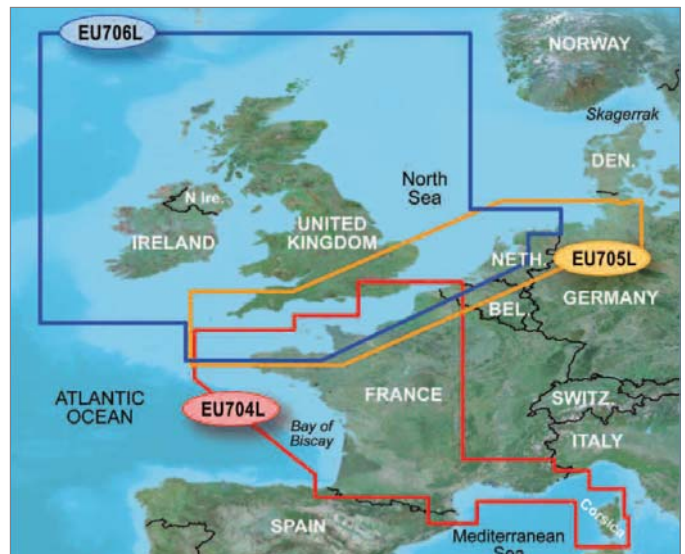 EU706L
NORWAY
Skagerrak
DEN.
North
Sea
N Ire.
IRELAND
UNITED
KINGDOM
NETH.
EU705L
BEL.
GERMANY
ATLANTIC
OCEAN
FRANCE
SWITZ.
EU704L
Bay of
Biscay
ITALY
Corsica
SPAIN
Mediterranean
Sea